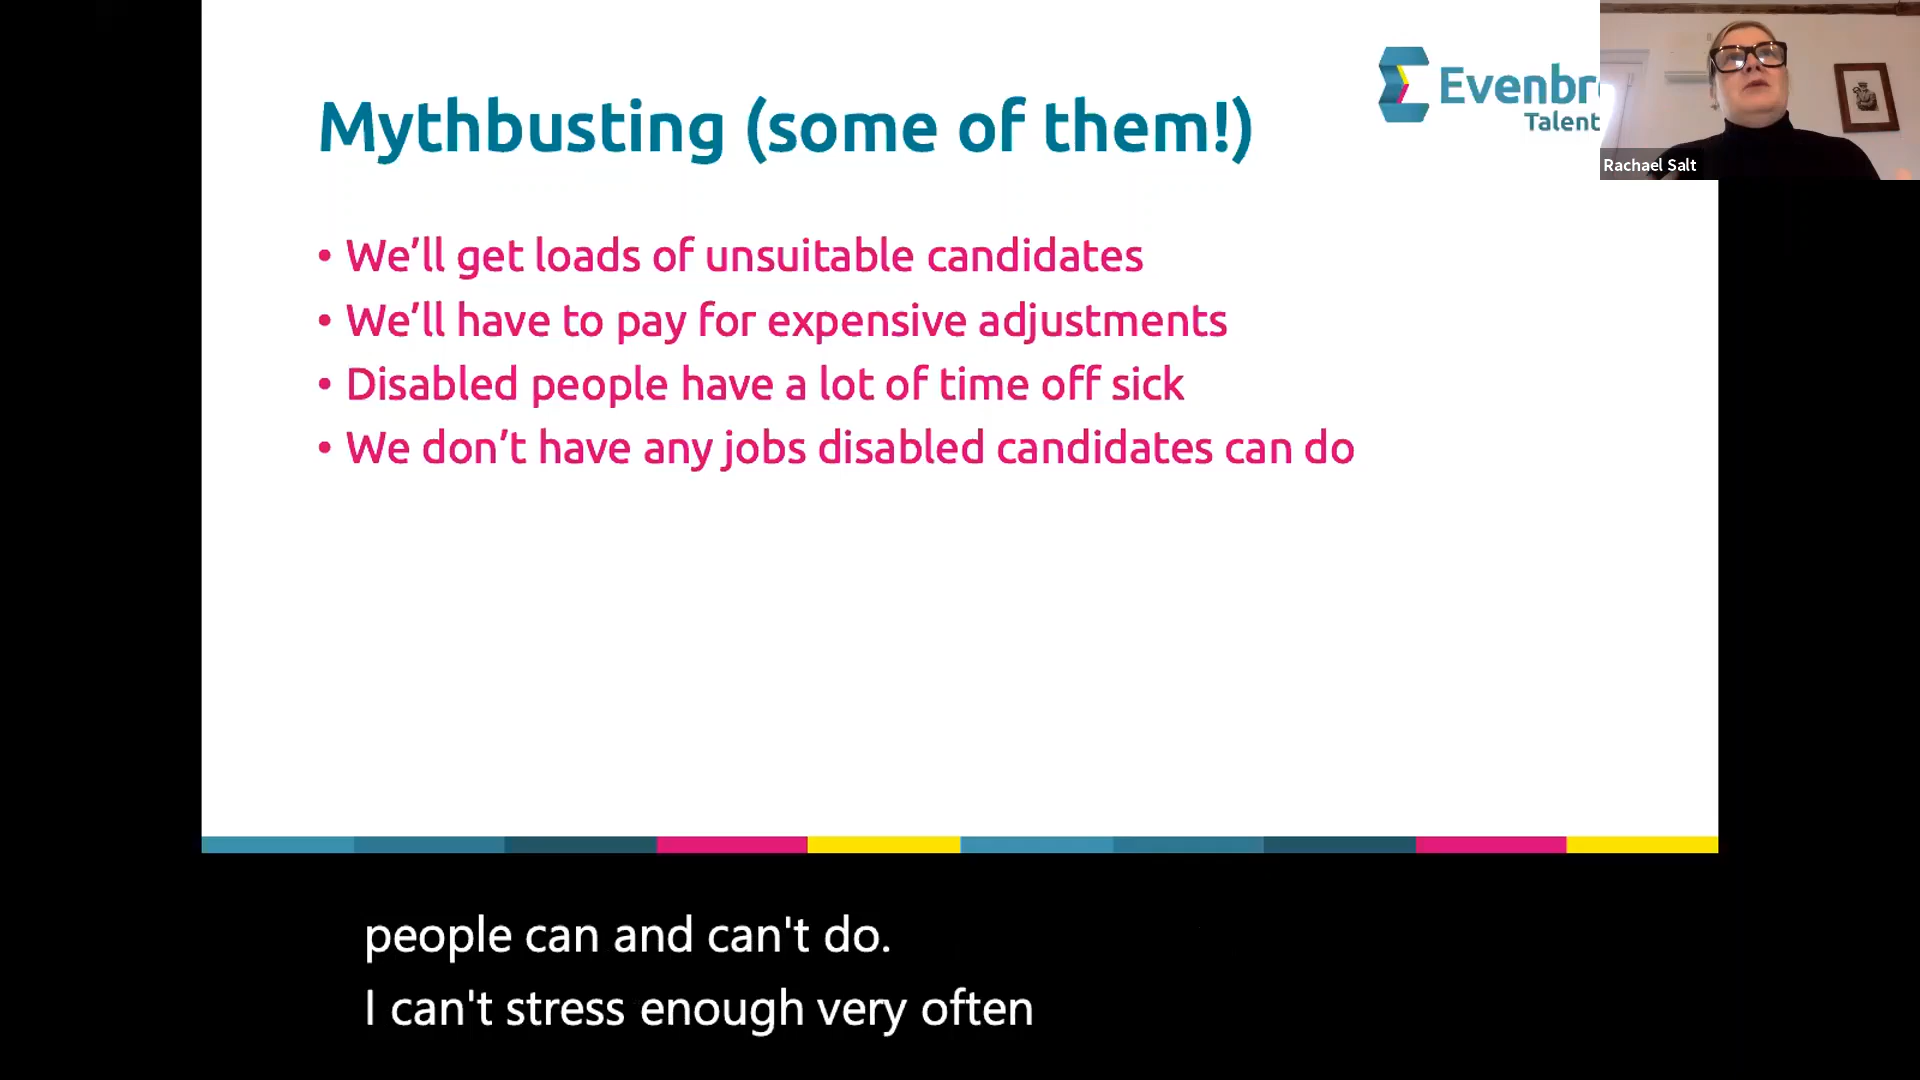 Mythbusting (some of them!)
Talent
Rachael Salt
• We’ll get loads of unsuitable candidates
• We’ll have to pay for expensive adjustments
• Disabled people have a lot of time off sick
• We don’t have any jobs disabled candidates can do
people can and can't do.
I can't stress enough very often